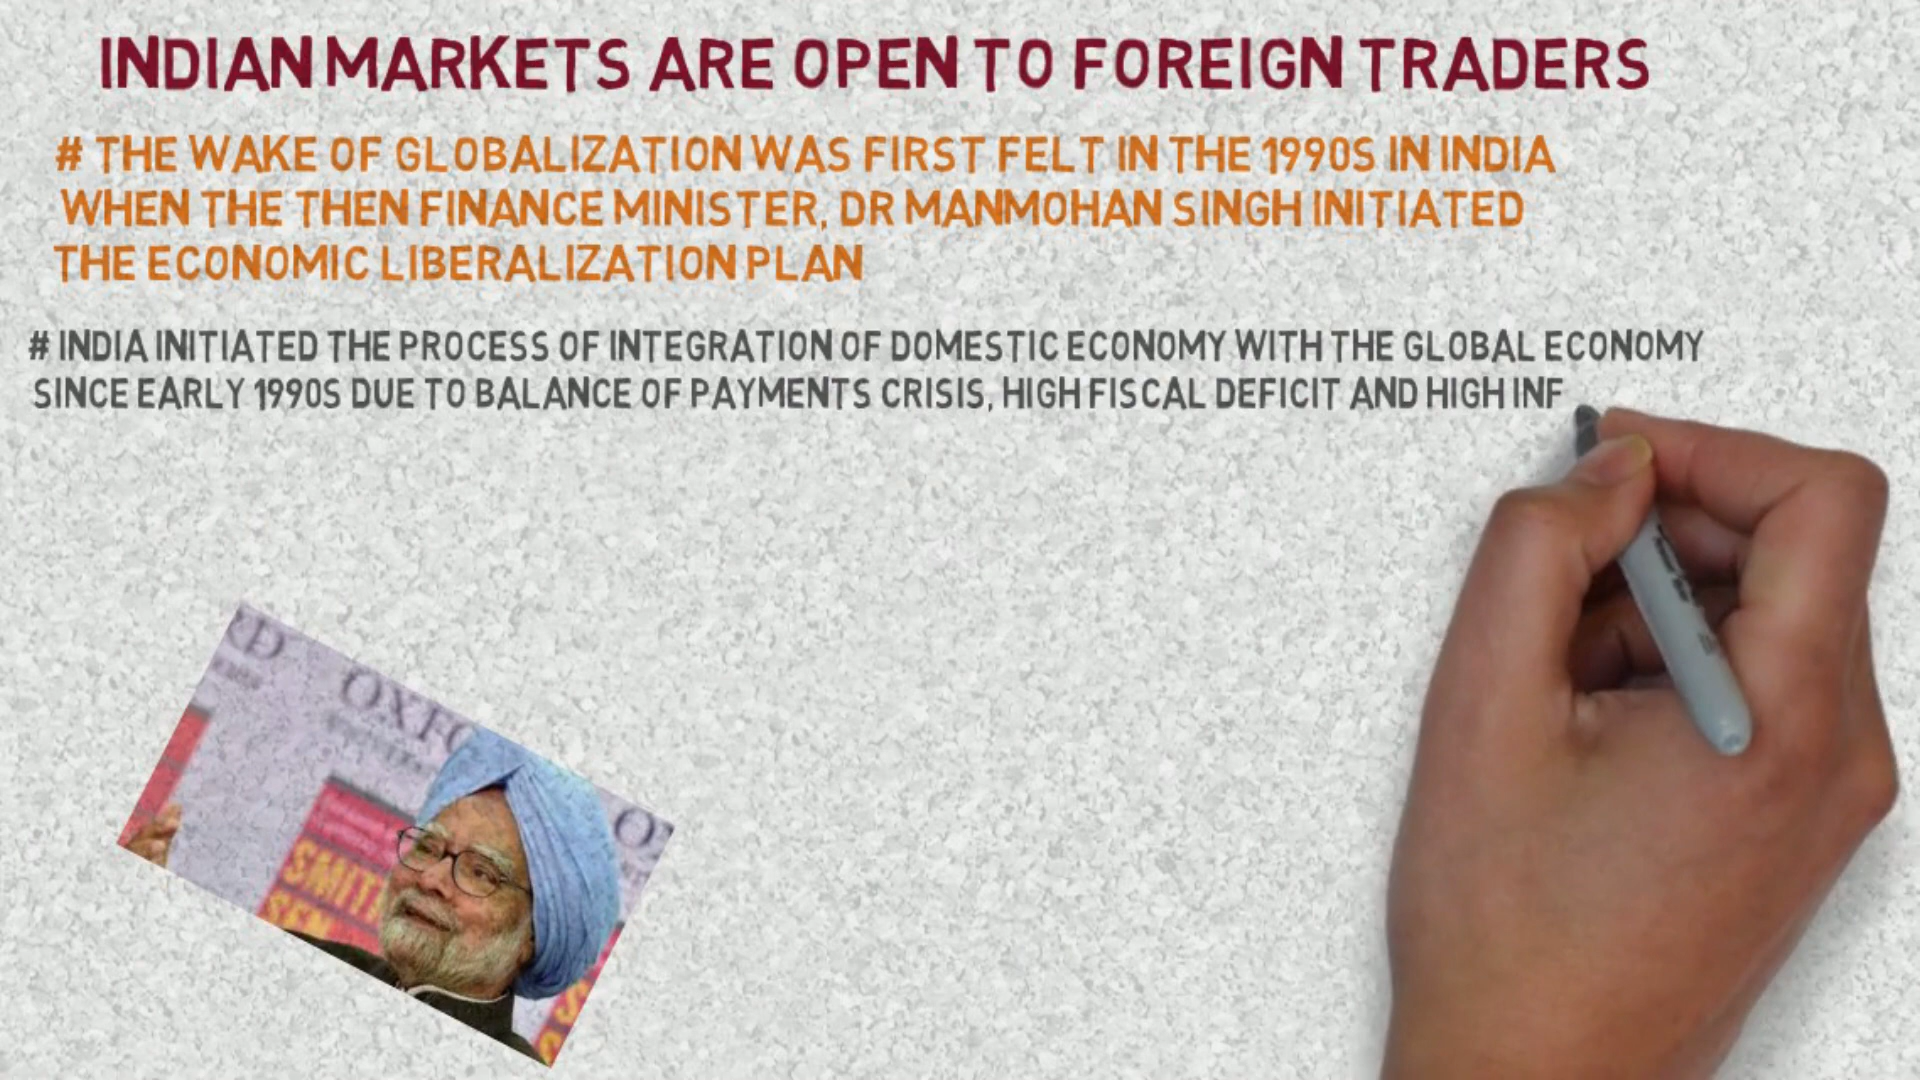 INDIAN MARKETS ARE OPEN TO FOREIGN TRADERS
# THE WAKE OF GLOBALIZATION WAS FIRST FELT IN THE 1990S IN INDIA
WHEN THE THEN FINANCE MINISTER, DR MANMOHAN SINGH INITIATED
THE ECONOMIC LIBERALIZATION PLAN
# INDIA INITIATED THE PROCESS OF INTEGRATION OF DOMESTIC ECONOMY WITH THE GLOBAL ECONOMY
SINCE EARLY 1990S DUE TO BALANCE OF PAYMENTS CRISIS, HIGH FISCAL DEFICIT AND HIGH INF
OXFO
SMIT
SEN